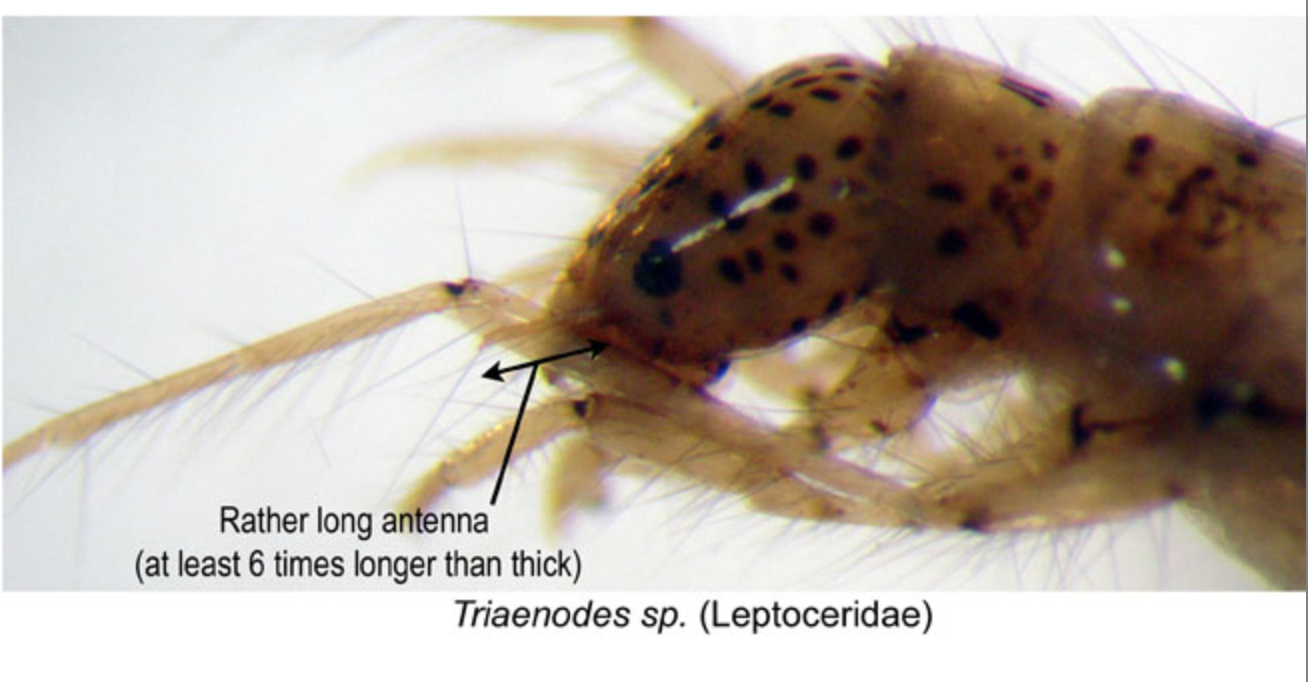 Rather long antenna
(at least 6 times longer than thick)
Triaenodes sp. (Leptoceridae)